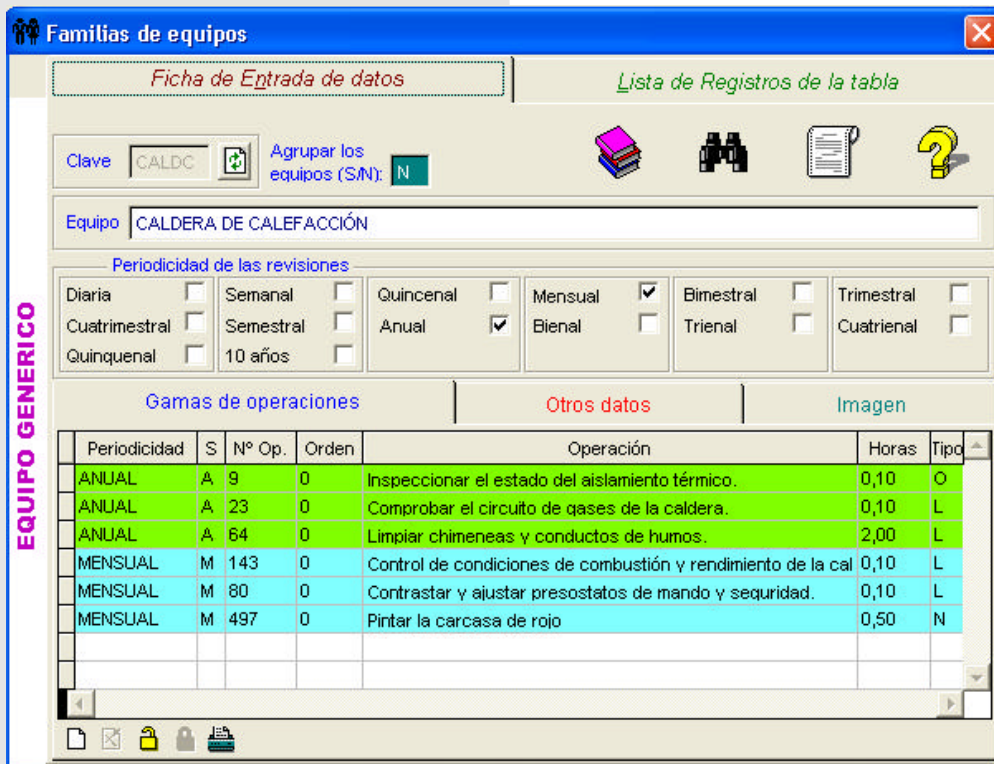 Familias de equipos
Ficha de Entrada de datos
Lista de Registros de la tabla
Clave CALDC Agrupar los equipos (S/N): N
Equipo CALDERA DE CALEFACCIÓN
Periodicidad de las revisiones
Diaria Semanal Quincenal Mensual Bimestral Trimestral
Cuatrimestral Semestral Anual Bienal Trienal Cuatrienal
Quinquenal 10 años
EQUIPO GENERICO
Gamas de operaciones Otros datos Imagen
Periodicidad S Nº Op. Orden Operación Horas Tipo
ANUAL A 9 0 Inspeccionar el estado del aislamiento térmico. 0,10 O
ANUAL A 23 0 Comprobar el circuito de gases de la caldera. 0,10 L
ANUAL A 64 0 Limpiar chimeneas y conductos de humos. 2,00 L
MENSUAL M 143 0 Control de condiciones de combustión y rendimiento de la cal 0,10 L
MENSUAL M 80 0 Contrastar y ajustar presostatos de mando y seguridad. 0,10 L
MENSUAL M 497 0 Pintar la carcasa de rojo 0,50 N